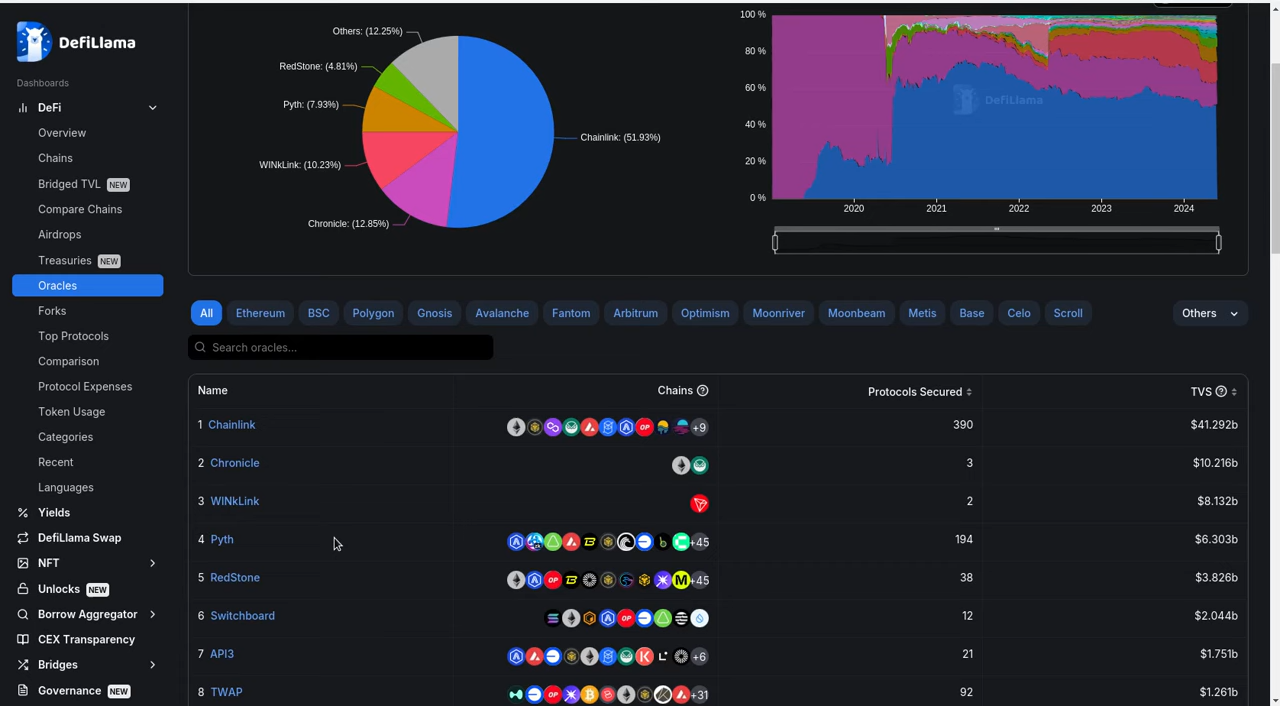 DefiLlama
Dashboards
DeFi
Overview
Chains
Bridged TVL NEW
Compare Chains
Airdrops
Treasuries NEW
Oracles
Forks
Top Protocols
Comparison
Protocol Expenses
Token Usage
Categories
Recent
Languages
Yields
DefiLlama Swap
NFT
Unlocks NEW
Borrow Aggregator
CEX Transparency
Bridges
Governance NEW
Others: (12.25%)
RedStone: (4.81%)
Pyth: (7.93%)
WINkLink: (10.23%)
Chronicle: (12.85%)
Chainlink: (51.93%)
100 %
80 %
60 %
40 %
20 %
0 %
DefiLlama
2020 2021 2022 2023 2024
All Ethereum BSC Polygon Gnosis Avalanche Fantom Arbitrum Optimism Moonriver Moonbeam Metis Base Celo Scroll Others
Search oracles...
Name Chains Protocols Secured TVS
1 Chainlink OP +9 390 $41.292b
2 Chronicle 3 $10.216b
3 WINkLink 2 $8.132b
4 Pyth +45 194 $6.303b
5 RedStone OP M +45 38 $3.826b
6 Switchboard OP 12 $2.044b
7 API3 K L +6 21 $1.751b
8 TWAP OP +31 92 $1.261b